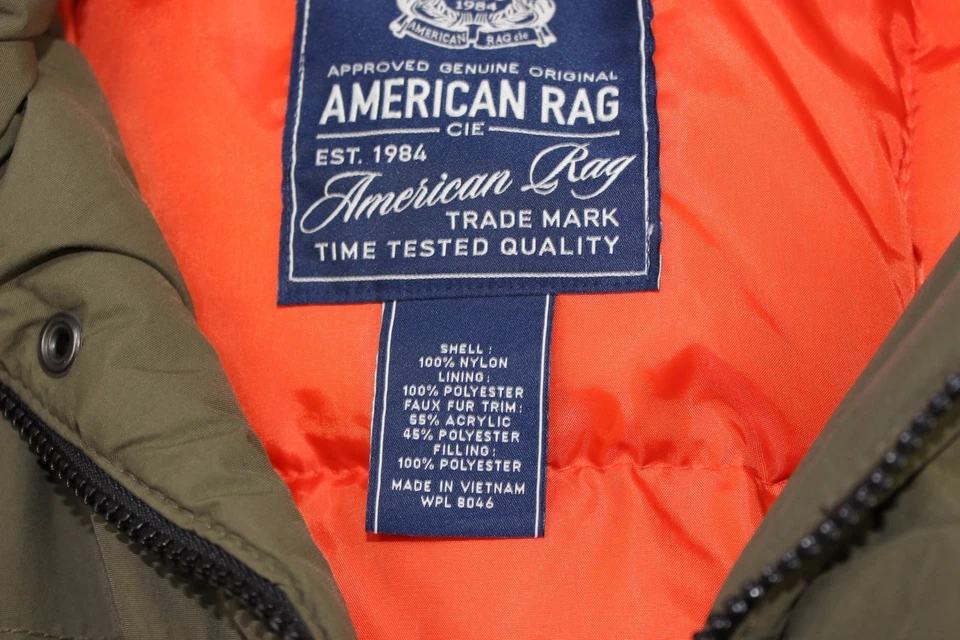 1984
AMERICAN RAG cie
APPROVED GENUINE ORIGINAL
AMERICAN RAG
CIE
EST. 1984
American Rag
TRADE MARK
TIME TESTED QUALITY
SHELL :
100% NYLON
LINING:
100% POLYESTER
FAUX FUR TRIM:
55% ACRYLIC
45% POLYESTER
FILLING:
100% POLYESTER
MADE IN VIETNAM
WPL 8046